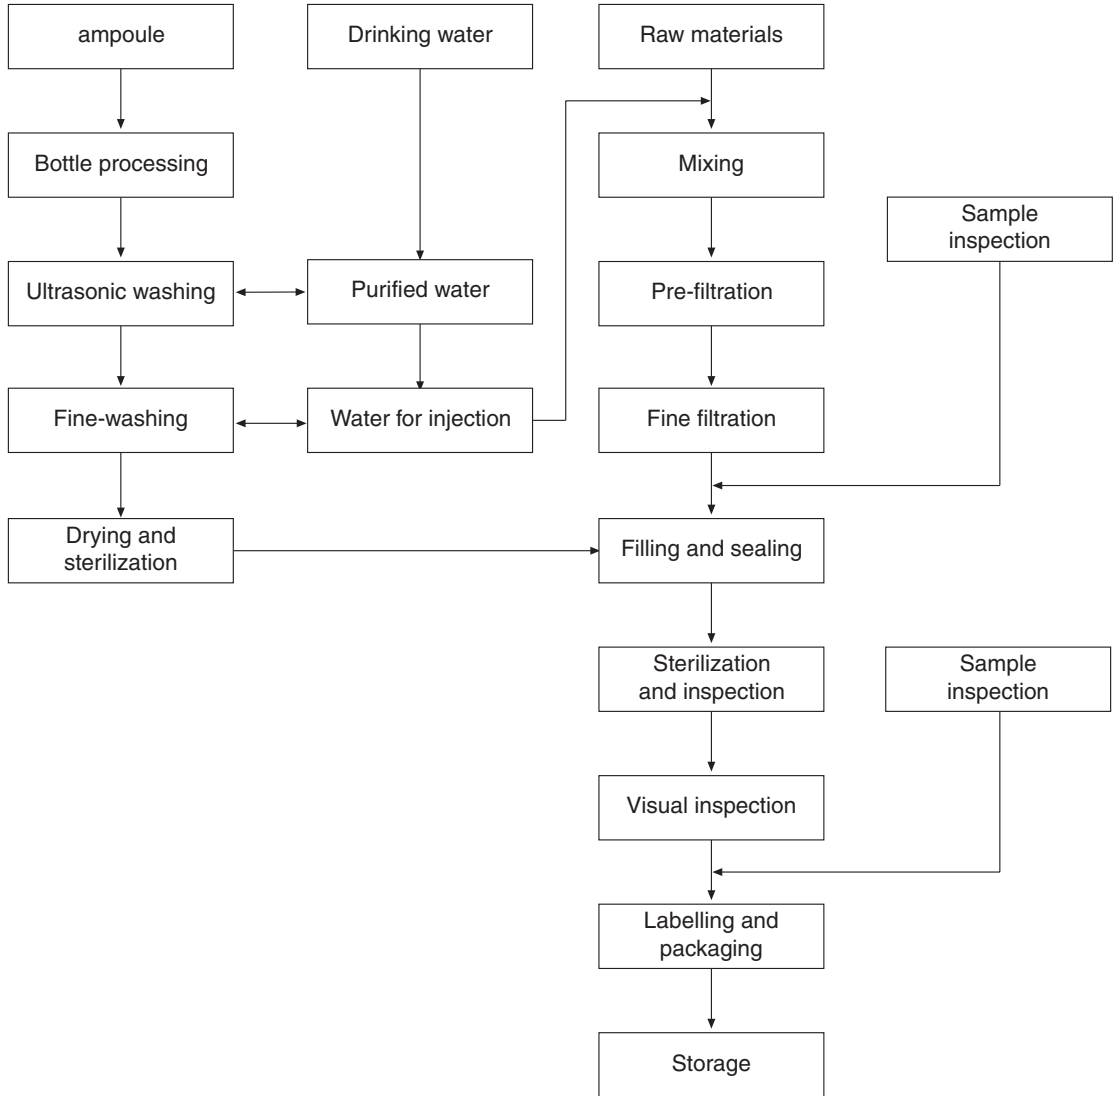 ampoule
Drinking water
Raw materials
Bottle processing
Mixing
Sample
inspection
Ultrasonic washing
Purified water
Pre-filtration
Fine-washing
Water for injection
Fine filtration
Drying and
sterilization
Filling and sealing
Sterilization
and inspection
Sample
inspection
Visual inspection
Labelling and
packaging
Storage